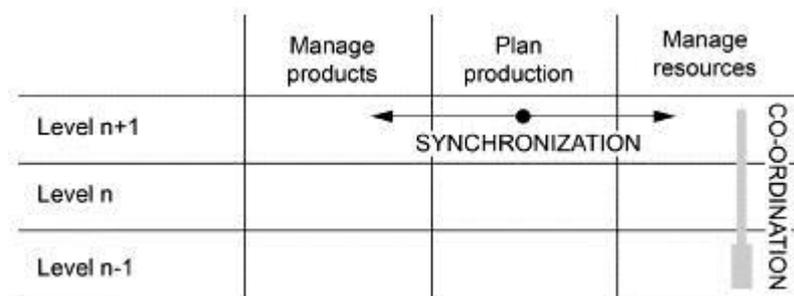 Manage
products
Plan
production
Manage
resources
Level n+1
SYNCHRONIZATION
Level n
Level n-1
CO-ORDINATION